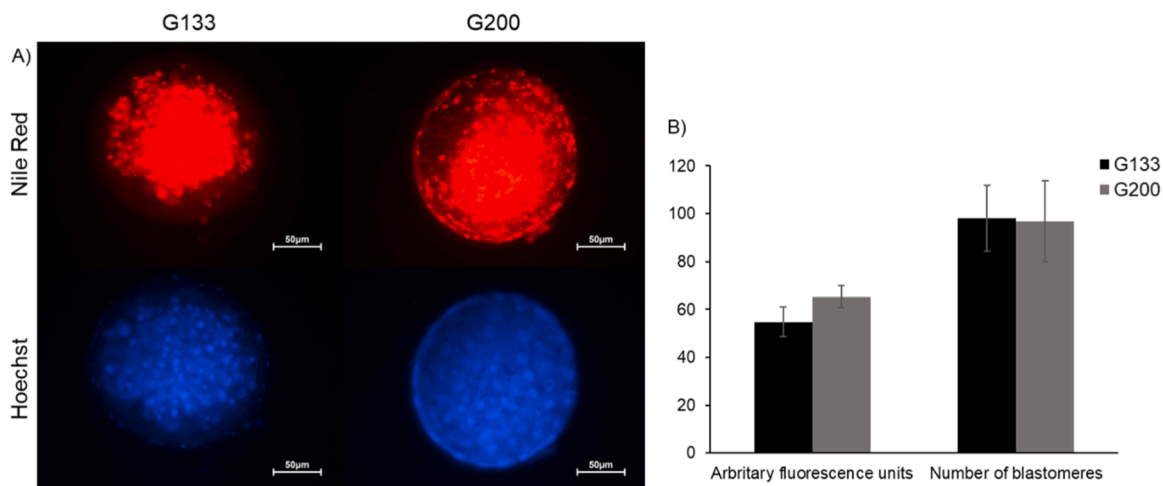 G133 G200
A)
Nile Red
50µm 50µm
Hoechst
50µm 50µm
B)
G133
G200
120
100
80
60
40
20
0
Arbritary fluorescence units Number of blastomeres